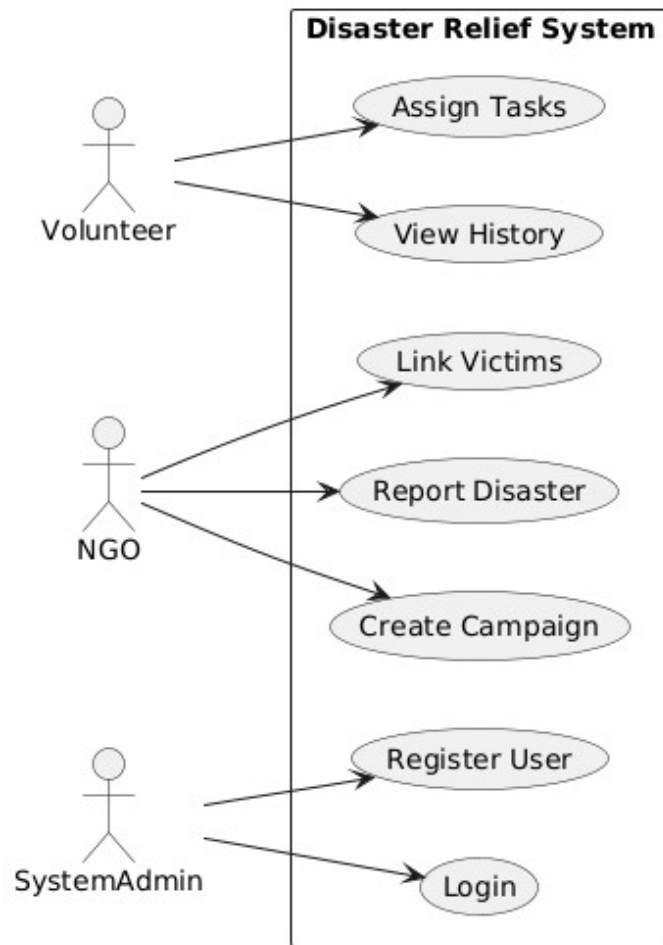 Disaster Relief System
Assign Tasks
Volunteer
View History
Link Victims
Report Disaster
NGO
Create Campaign
Register User
SystemAdmin
Login